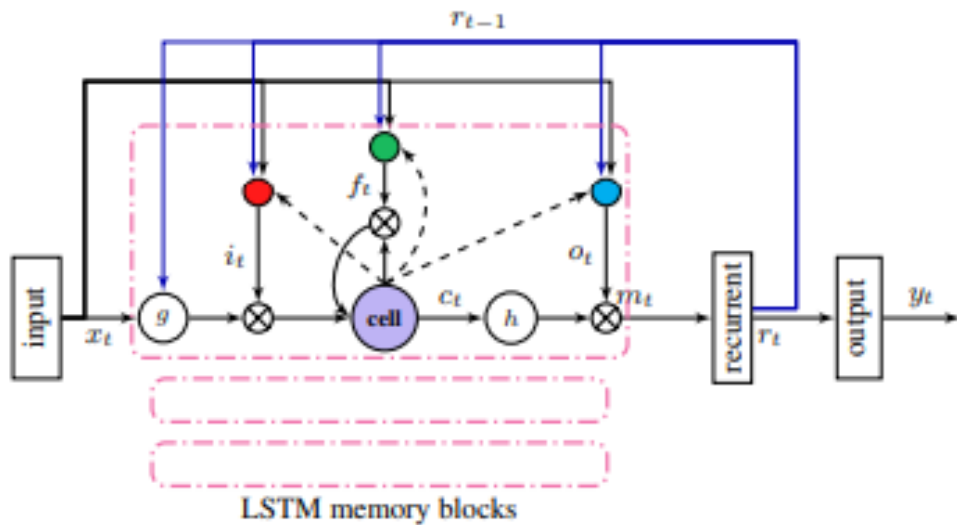 r_{t-1}
f_t
i_t
o_t
input
x_t
g
cell
c_t
h
m_t
recurrent
r_t
output
y_t
LSTM memory blocks